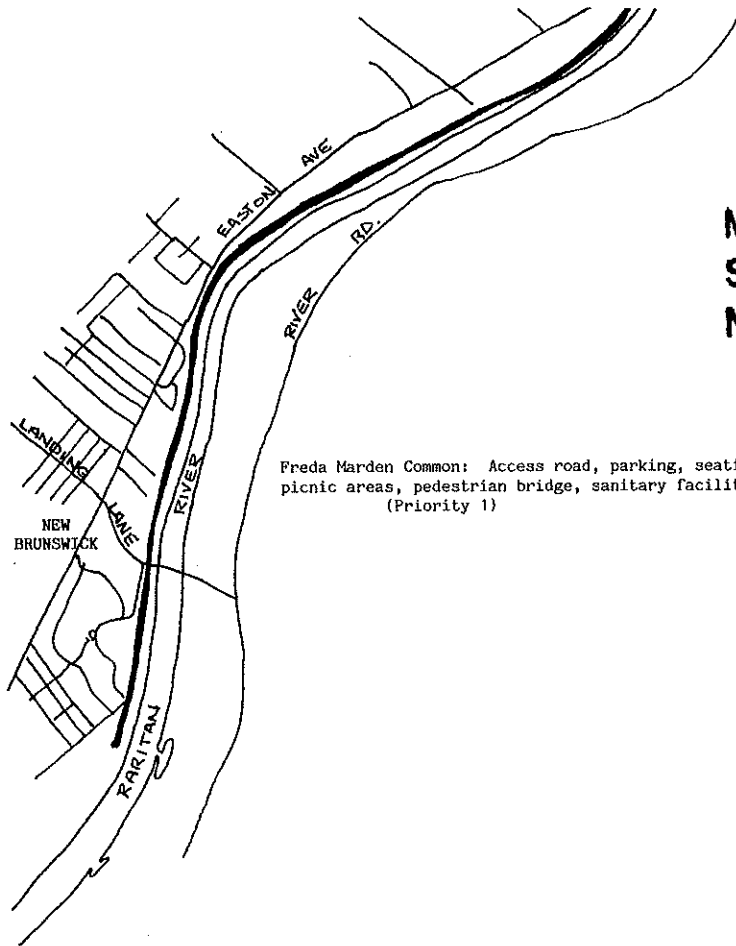 EASTON AVE
RIVER RD.
M
S
N
LANDING LANE
RIVER
Freda Marden Common: Access road, parking, seati
picnic areas, pedestrian bridge, sanitary facilit
(Priority 1)
NEW
BRUNSWICK
RARITAN RIVER